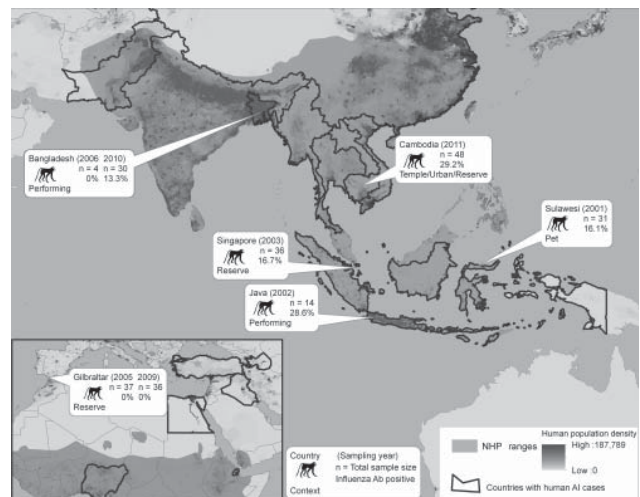 Bangladesh (2006 2010)
n = 4 n = 30
0% 13.3%
Performing
Cambodia (2011)
n = 48
29.2%
Temple/Urban/Reserve
Sulawesi (2001)
n = 31
16.1%
Pet
Singapore (2003)
n = 36
16.7%
Reserve
Java (2002)
n = 14
28.6%
Performing
Gilbraltar (2005 2009)
n = 37 n = 36
0% 0%
Reserve
Country (Sampling year)
n = Total sample size
Influenza Ab positive
Context
NHP ranges
Countries with human AI cases
Human population density
High :187,789
Low :0